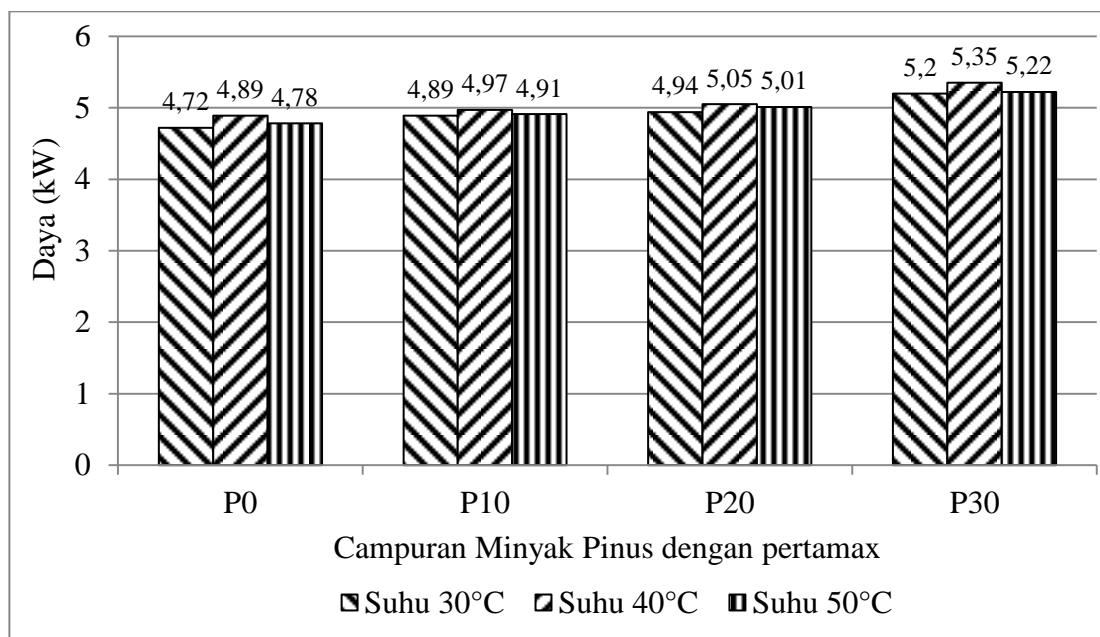 6
5
4
3
2
1
0
Daya (kW)
4,72 4,89 4,78 4,89 4,97 4,91 4,94 5,05 5,01 5,2 5,35 5,22
P0 P10 P20 P30
Campuran Minyak Pinus dengan pertamax
Suhu 30°C Suhu 40°C Suhu 50°C